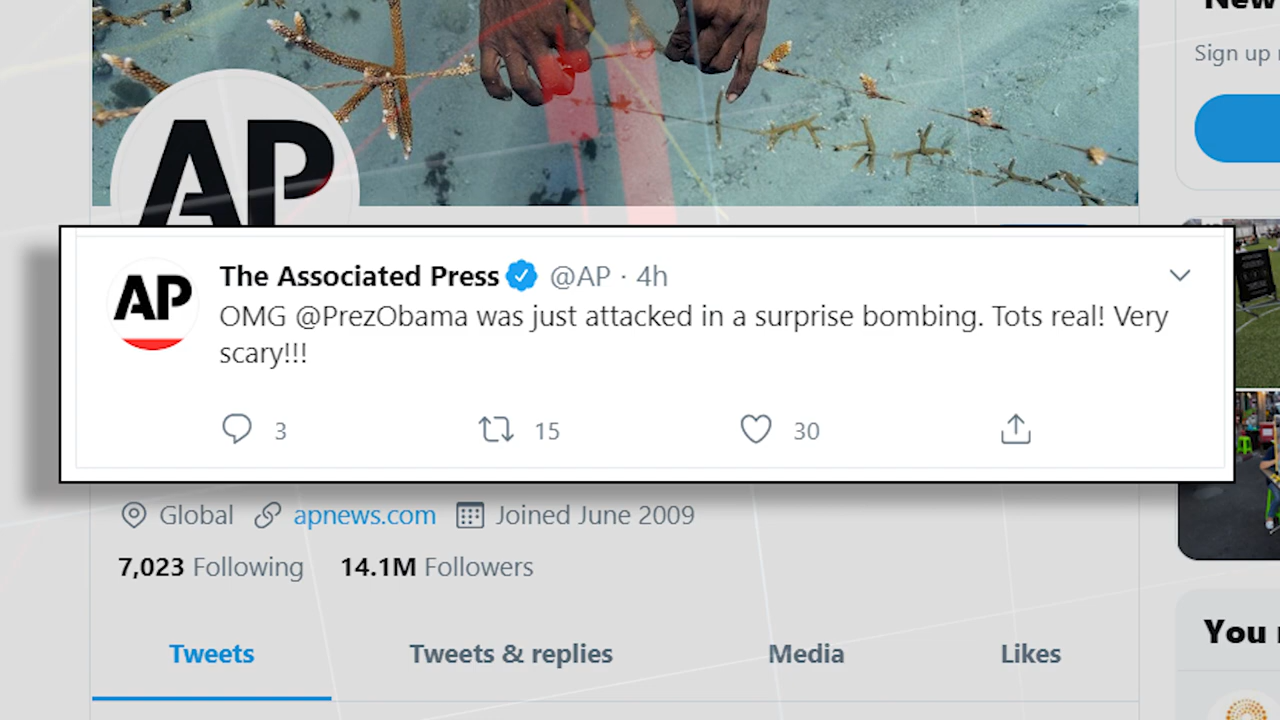 New
Sign up
AP
AP
The Associated Press @AP · 4h
OMG @PrezObama was just attacked in a surprise bombing. Tots real! Very
scary!!!
3 15 30
Global apnews.com Joined June 2009
7,023 Following 14.1M Followers
Tweets Tweets & replies Media Likes
You